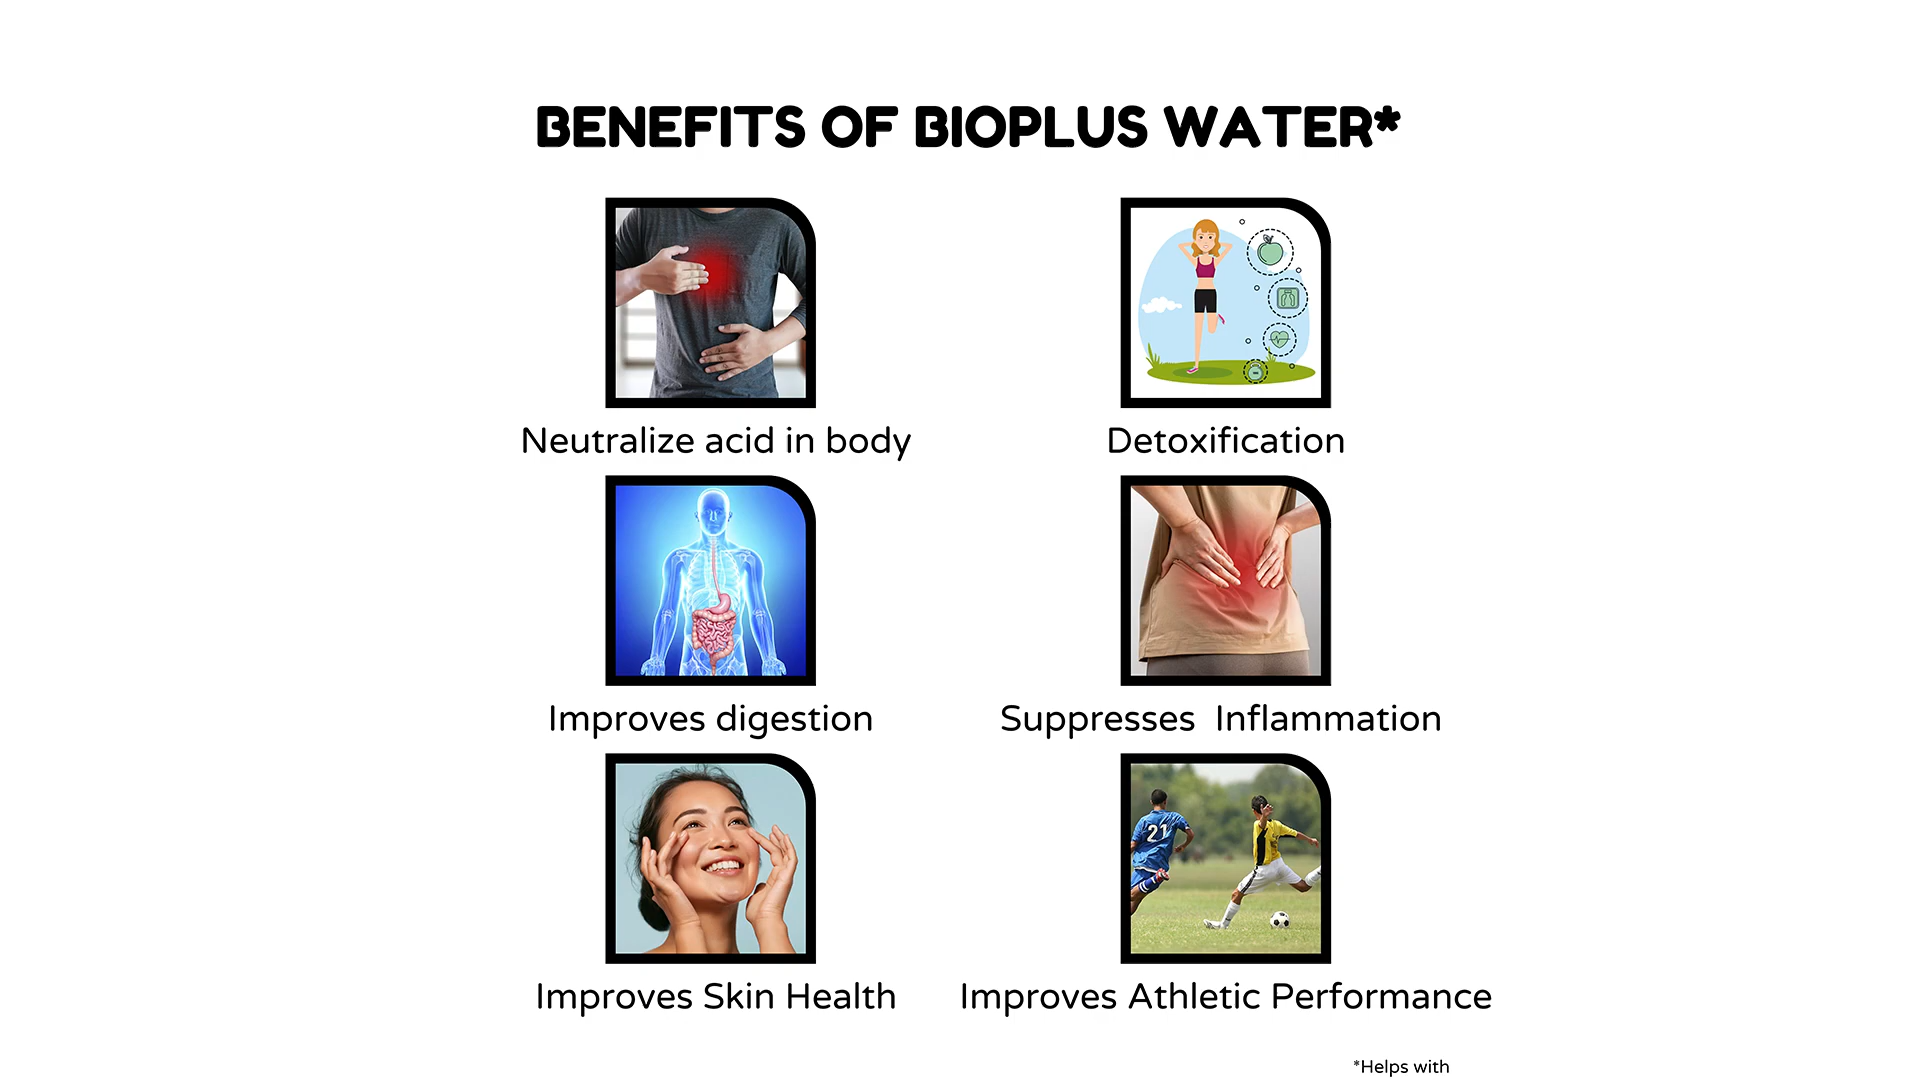 BENEFITS OF BIOPLUS WATER*
Neutralize acid in body
Detoxification
Improves digestion
Suppresses  Inflammation
21
Improves Skin Health
Improves Athletic Performance
*Helps with